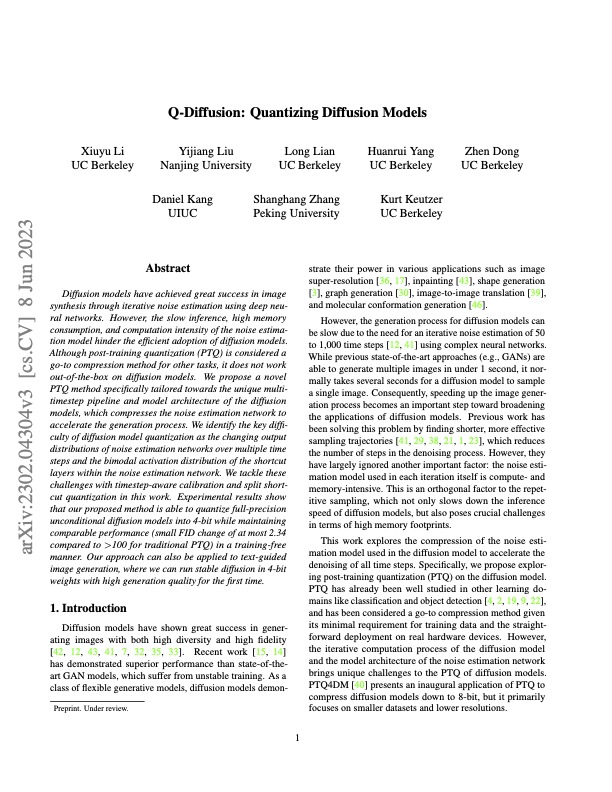 Q-Diffusion: Quantizing Diffusion Models
Xiuyu Li
UC Berkeley
Yijiang Liu
Nanjing University
Long Lian
UC Berkeley
Huanrui Yang
UC Berkeley
Zhen Dong
UC Berkeley
Daniel Kang
UIUC
Shanghang Zhang
Peking University
Kurt Keutzer
UC Berkeley
arXiv:2302.04304v3 [cs.CV] 8 Jun 2023
Abstract
Diffusion models have achieved great success in image
synthesis through iterative noise estimation using deep neu-
ral networks. However, the slow inference, high memory
consumption, and computation intensity of the noise estima-
tion model hinder the efficient adoption of diffusion models.
Although post-training quantization (PTQ) is considered a
go-to compression method for other tasks, it does not work
out-of-the-box on diffusion models. We propose a novel
PTQ method specifically tailored towards the unique multi-
timestep pipeline and model architecture of the diffusion
models, which compresses the noise estimation network to
accelerate the generation process. We identify the key diffi-
culty of diffusion model quantization as the changing output
distributions of noise estimation networks over multiple time
steps and the bimodal activation distribution of the shortcut
layers within the noise estimation network. We tackle these
challenges with timestep-aware calibration and split short-
cut quantization in this work. Experimental results show
that our proposed method is able to quantize full-precision
unconditional diffusion models into 4-bit while maintaining
comparable performance (small FID change of at most 2.34
compared to >100 for traditional PTQ) in a training-free
manner. Our approach can also be applied to text-guided
image generation, where we can run stable diffusion in 4-bit
weights with high generation quality for the first time.
1. Introduction
Diffusion models have shown great success in gener-
ating images with both high diversity and high fidelity
[42, 12, 43, 41, 7, 32, 35, 33]. Recent work [15, 14]
has demonstrated superior performance than state-of-the-
art GAN models, which suffer from unstable training. As a
class of flexible generative models, diffusion models demon-
Preprint. Under review.
strate their power in various applications such as image
super-resolution [36, 17], inpainting [43], shape generation
[3], graph generation [30], image-to-image translation [39],
and molecular conformation generation [46].
However, the generation process for diffusion models can
be slow due to the need for an iterative noise estimation of 50
to 1,000 time steps [12, 41] using complex neural networks.
While previous state-of-the-art approaches (e.g., GANs) are
able to generate multiple images in under 1 second, it nor-
mally takes several seconds for a diffusion model to sample
a single image. Consequently, speeding up the image gener-
ation process becomes an important step toward broadening
the applications of diffusion models. Previous work has
been solving this problem by finding shorter, more effective
sampling trajectories [41, 29, 38, 21, 1, 23], which reduces
the number of steps in the denoising process. However, they
have largely ignored another important factor: the noise esti-
mation model used in each iteration itself is compute- and
memory-intensive. This is an orthogonal factor to the repet-
itive sampling, which not only slows down the inference
speed of diffusion models, but also poses crucial challenges
in terms of high memory footprints.
This work explores the compression of the noise esti-
mation model used in the diffusion model to accelerate the
denoising of all time steps. Specifically, we propose explor-
ing post-training quantization (PTQ) on the diffusion model.
PTQ has already been well studied in other learning do-
mains like classification and object detection [4, 2, 19, 9, 22],
and has been considered a go-to compression method given
its minimal requirement for training data and the straight-
forward deployment on real hardware devices. However,
the iterative computation process of the diffusion model
and the model architecture of the noise estimation network
brings unique challenges to the PTQ of diffusion models.
PTQ4DM [40] presents an inaugural application of PTQ to
compress diffusion models down to 8-bit, but it primarily
focuses on smaller datasets and lower resolutions.
1